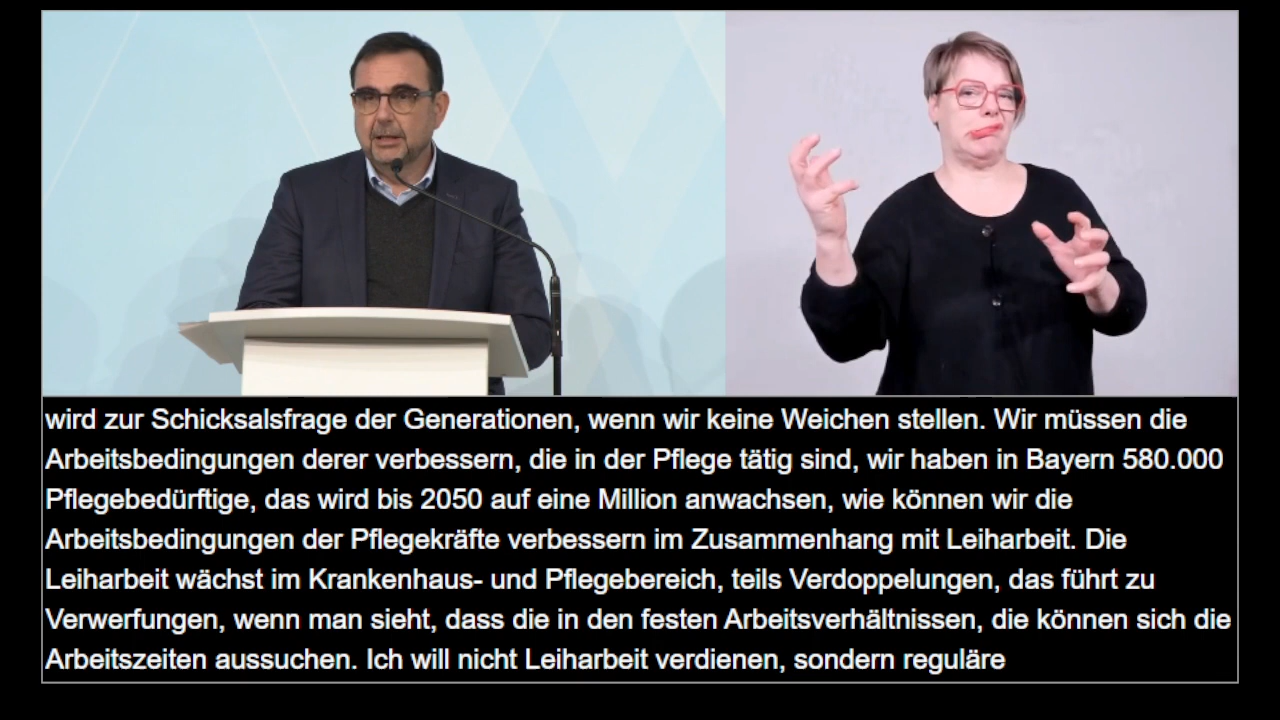 wird zur Schicksalsfrage der Generationen, wenn wir keine Weichen stellen. Wir müssen die
Arbeitsbedingungen derer verbessern, die in der Pflege tätig sind, wir haben in Bayern 580.000
Pflegebedürftige, das wird bis 2050 auf eine Million anwachsen, wie können wir die
Arbeitsbedingungen der Pflegekräfte verbessern im Zusammenhang mit Leiharbeit. Die
Leiharbeit wächst im Krankenhaus- und Pflegebereich, teils Verdoppelungen, das führt zu
Verwerfungen, wenn man sieht, dass die in den festen Arbeitsverhältnissen, die können sich die
Arbeitszeiten aussuchen. Ich will nicht Leiharbeit verdienen, sondern reguläre